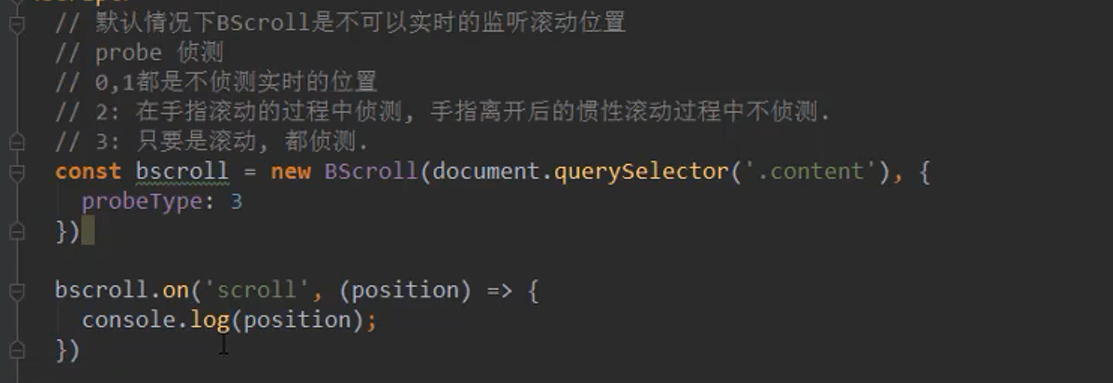 // 默认情况下BScroll是不可以实时的监听滚动位置
// probe 侦测
// 0,1都是不侦测实时的位置
// 2: 在手指滚动的过程中侦测, 手指离开后的惯性滚动过程中不侦测.
// 3: 只要是滚动, 都侦测.
const bscroll = new BScroll(document.querySelector('.content'), {
  probeType: 3
})
bscroll.on('scroll', (position) => {
  console.log(position);
})